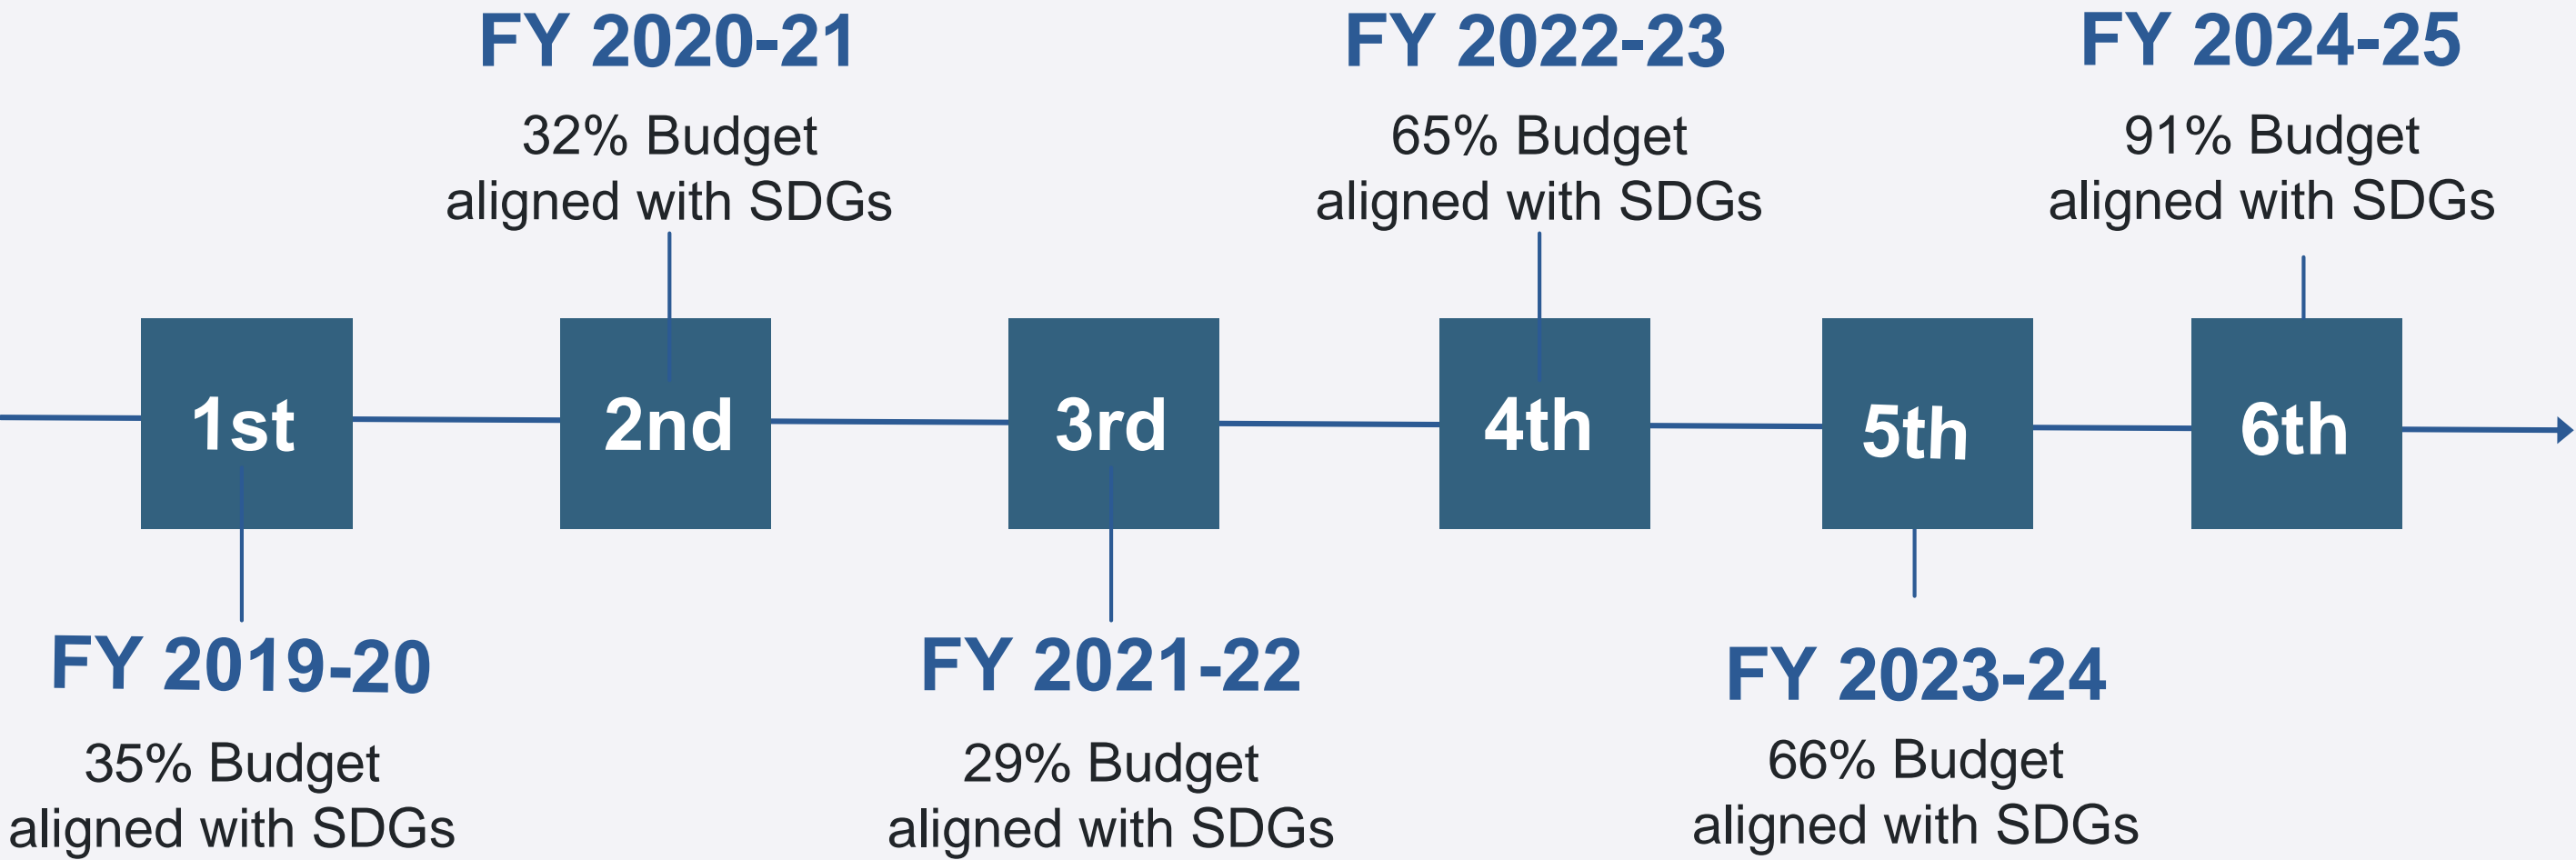 FY 2020-21
32% Budget
aligned with SDGs
FY 2022-23
65% Budget
aligned with SDGs
FY 2024-25
91% Budget
aligned with SDGs
1st
2nd
3rd
4th
5th
6th
FY 2019-20
35% Budget
aligned with SDGs
FY 2021-22
29% Budget
aligned with SDGs
FY 2023-24
66% Budget
aligned with SDGs